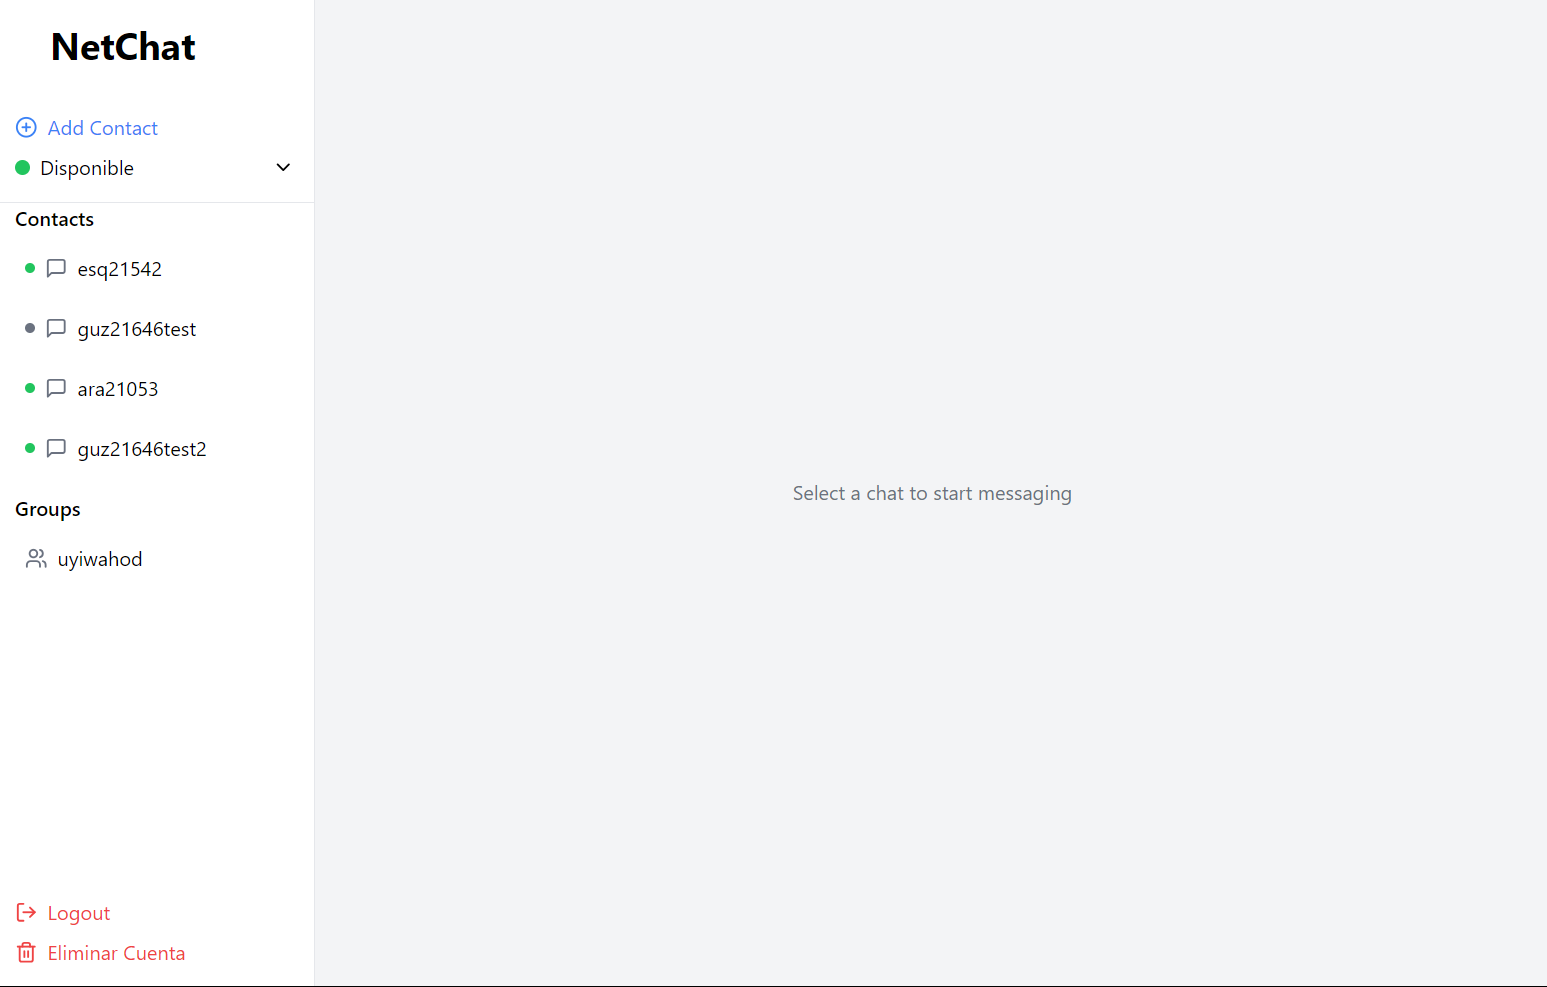 NetChat
Add Contact
Disponible
Contacts
esq21542
guz21646test
ara21053
guz21646test2
Groups
uyiwahod
Logout
Eliminar Cuenta
Select a chat to start messaging